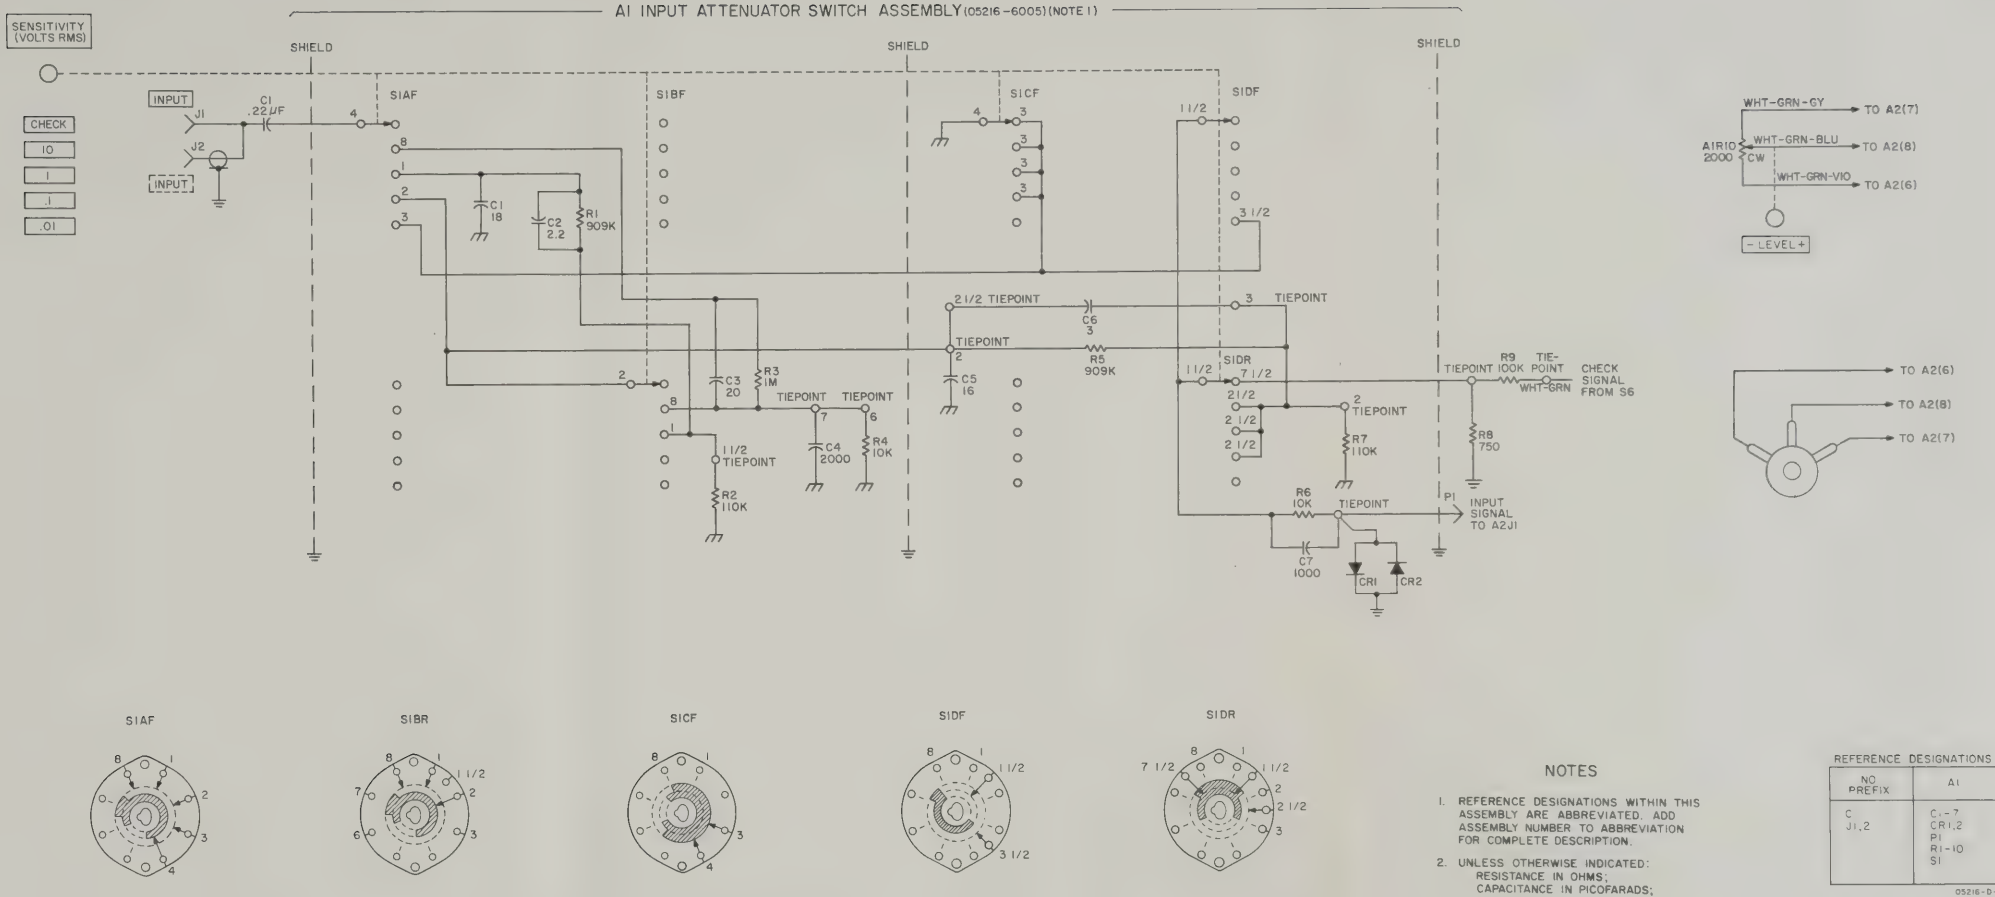 A1 INPUT ATTENUATOR SWITCH ASSEMBLY (05216-6005) (NOTE 1)
SENSITIVITY
(VOLTS RMS)
SHIELD
SHIELD
SHIELD
CHECK
10
1
.1
.01
INPUT
J1
C1
.22µF
J2
INPUT
4
S1AF
8
1
2
3
C1
18
C2
2.2
R1
909K
S1BF
4
S1CF
3
3
3
3
1 1/2
S1DF
3 1/2
WHT-GRN-GY
TO A2(7)
A1R10
2000
CW
WHT-GRN-BLU
TO A2(8)
WHT-GRN-VIO
TO A2(6)
- LEVEL +
2 1/2 TIEPOINT
C6
3
3 TIEPOINT
TIEPOINT
2
R5
909K
C5
16
2
8
1
C3
20
R3
1M
TIEPOINT
7
TIEPOINT
6
C4
2000
R4
10K
1 1/2
TIEPOINT
R2
110K
S1DR
1 1/2
7 1/2
2 1/2
2 1/2
2 1/2
2
TIEPOINT
R7
110K
TIEPOINT
R9
100K
TIE-
POINT
WHT-GRN
CHECK
SIGNAL
FROM S6
R8
750
R6
10K
TIEPOINT
C7
1000
CR1
CR2
P1
INPUT
SIGNAL
TO A2J1
TO A2(6)
TO A2(8)
TO A2(7)
S1AF
8
1
2
3
4
S1BR
8
1
1 1/2
2
3
7
6
S1CF
8
1
3
4
S1DF
8
1
1 1/2
3 1/2
S1DR
7 1/2
8
1
1 1/2
2
2 1/2
3
NOTES
1. REFERENCE DESIGNATIONS WITHIN THIS
ASSEMBLY ARE ABBREVIATED. ADD
ASSEMBLY NUMBER TO ABBREVIATION
FOR COMPLETE DESCRIPTION.
2. UNLESS OTHERWISE INDICATED:
RESISTANCE IN OHMS;
CAPACITANCE IN PICOFARADS;
REFERENCE DESIGNATIONS
NO
PREFIX
A1
C
J1,2
C1-7
CR1,2
P1
R1-10
S1
05216-D